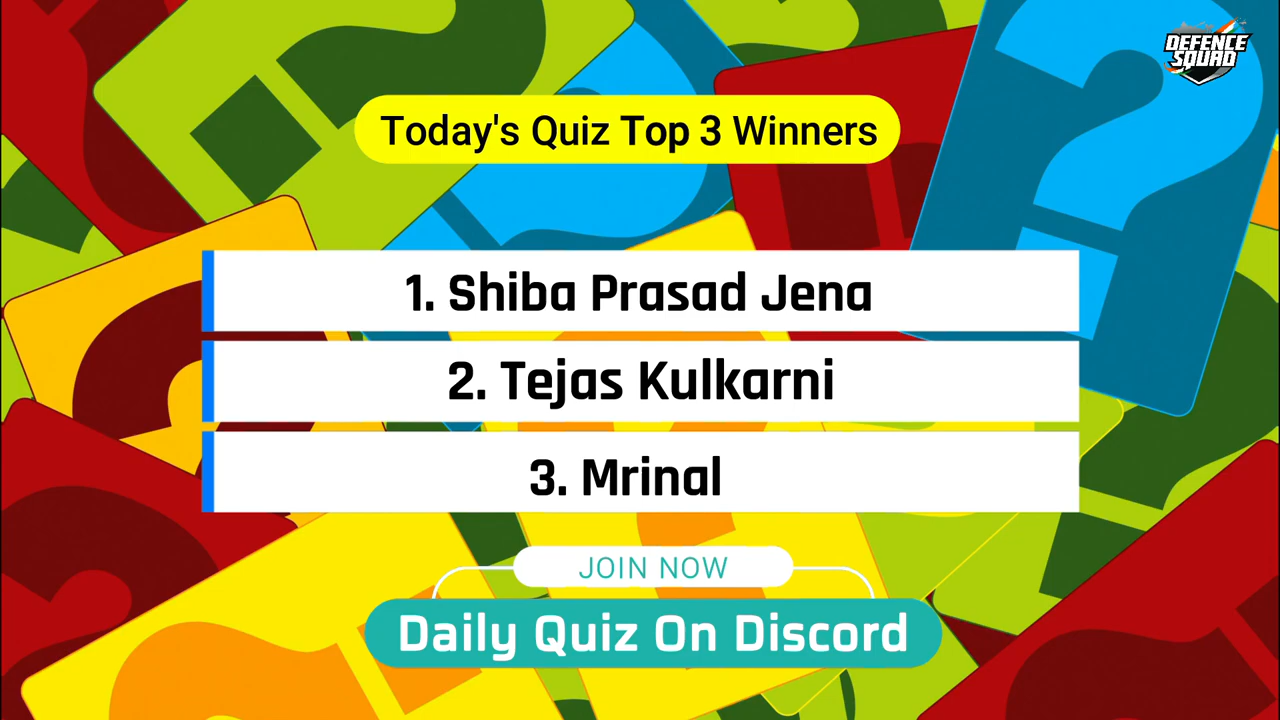 DEFENCE
SQUAD
Today's Quiz Top 3 Winners
1. Shiba Prasad Jena
2. Tejas Kulkarni
3. Mrinal
JOIN NOW
Daily Quiz On Discord